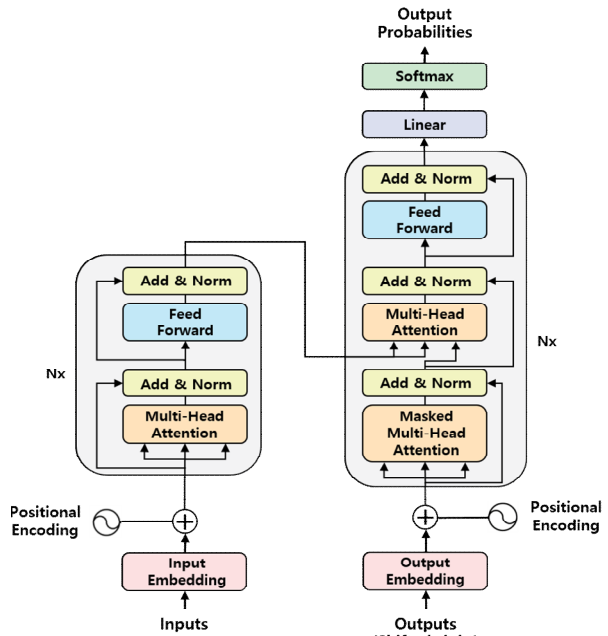 Output
Probabilities
Softmax
Linear
Add & Norm
Feed
Forward
Add & Norm
Multi-Head
Attention
Nx
Add & Norm
Masked
Multi-Head
Attention
Add & Norm
Feed
Forward
Nx
Add & Norm
Multi-Head
Attention
Positional
Encoding
Positional
Encoding
Input
Embedding
Output
Embedding
Inputs
Outputs